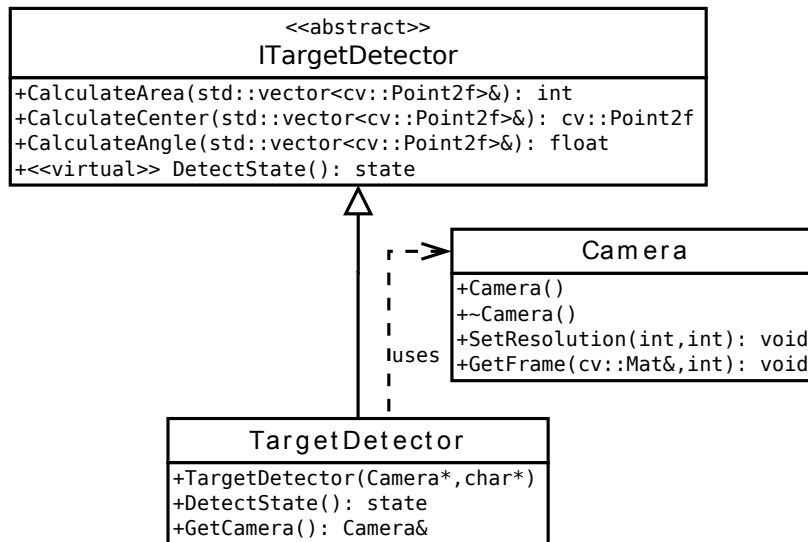 <<abstract>>
ITargetDetector
+CalculateArea(std::vector<cv::Point2f>&): int
+CalculateCenter(std::vector<cv::Point2f>&): cv::Point2f
+CalculateAngle(std::vector<cv::Point2f>&): float
+<<virtual>> DetectState(): state
Camera
+Camera()
+~Camera()
+SetResolution(int,int): void
+GetFrame(cv::Mat&,int): void
uses
TargetDetector
+TargetDetector(Camera*,char*)
+DetectState(): state
+GetCamera(): Camera&